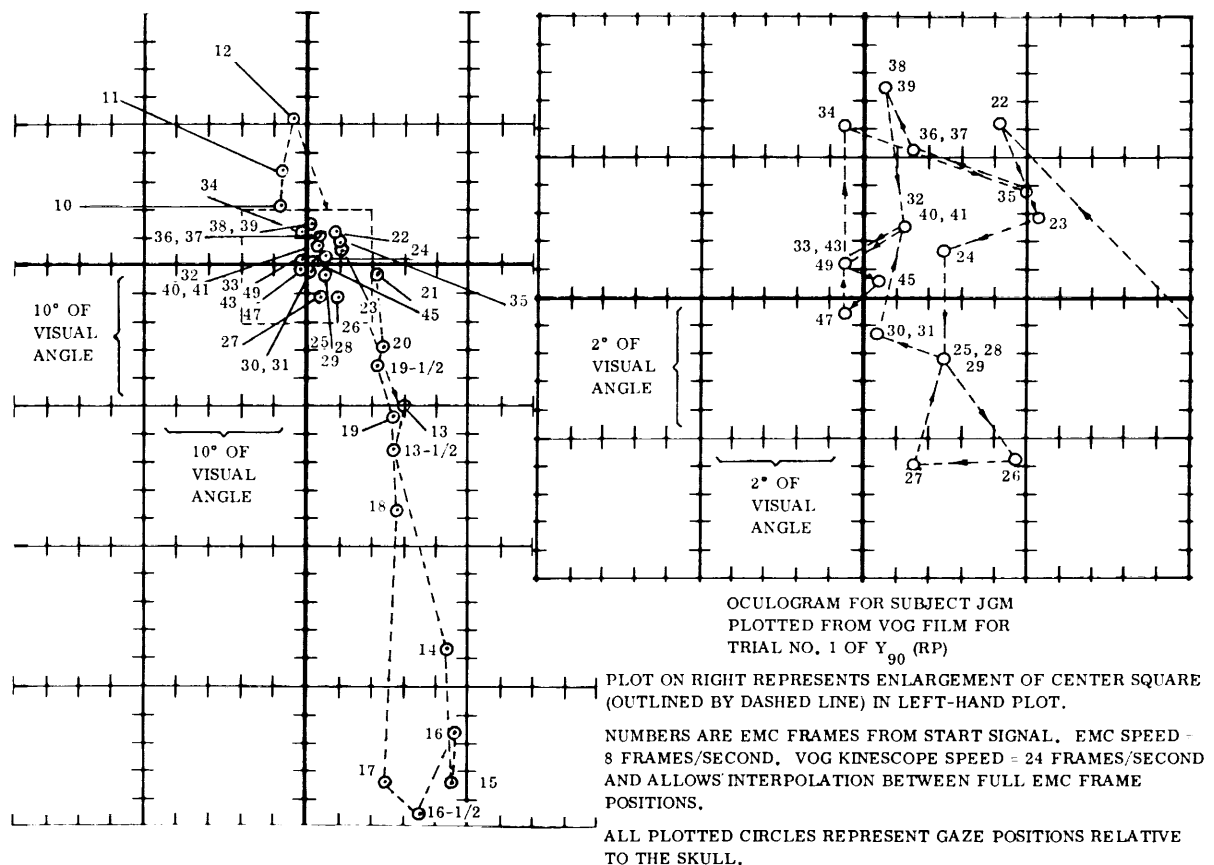 12
11
34
10
38, 39
36, 37
22
24
32
40, 41
33
49
43
47
23
45
21
35
10° OF
VISUAL
ANGLE
27
25
28
26
30, 31
29
20
19-1/2
19
13
13-1/2
10° OF
VISUAL
ANGLE
18
14
16
17
15
16-1/2
38
39
34
36, 37
22
35
23
32
40, 41
33, 43
49
24
45
47
30, 31
25, 28
29
2° OF
VISUAL
ANGLE
27
26
2° OF
VISUAL
ANGLE
OCULOGRAM FOR SUBJECT JGM
PLOTTED FROM VOG FILM FOR
TRIAL NO. 1 OF Y90 (RP)
PLOT ON RIGHT REPRESENTS ENLARGEMENT OF CENTER SQUARE
(OUTLINED BY DASHED LINE) IN LEFT-HAND PLOT.
NUMBERS ARE EMC FRAMES FROM START SIGNAL. EMC SPEED =
8 FRAMES/SECOND. VOG KINESCOPE SPEED = 24 FRAMES/SECOND
AND ALLOWS INTERPOLATION BETWEEN FULL EMC FRAME
POSITIONS.
ALL PLOTTED CIRCLES REPRESENT GAZE POSITIONS RELATIVE
TO THE SKULL.